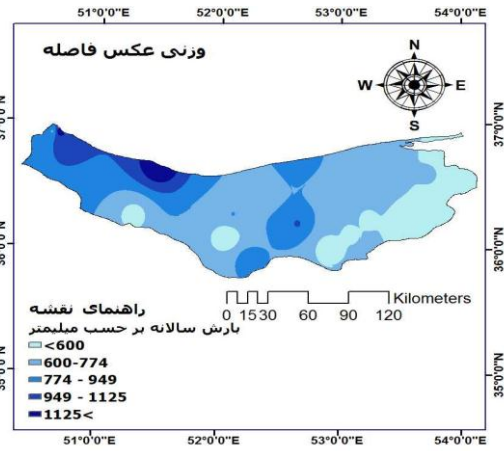 51°0'0"E 52°0'0"E 53°0'0"E 54°0'0"E
وزنی عکس فاصله
N
W E
S
37°0'0"N 37°0'0"N
36°0'0"N 36°0'0"N
35°0'0"N 35°0'0"N
راهنمای نقشه
بارش سالانه بر حسب میلیمتر
<600
600-774
774 - 949
949 - 1125
1125<
Kilometers
0 15 30 60 90 120
51°0'0"E 52°0'0"E 53°0'0"E 54°0'0"E